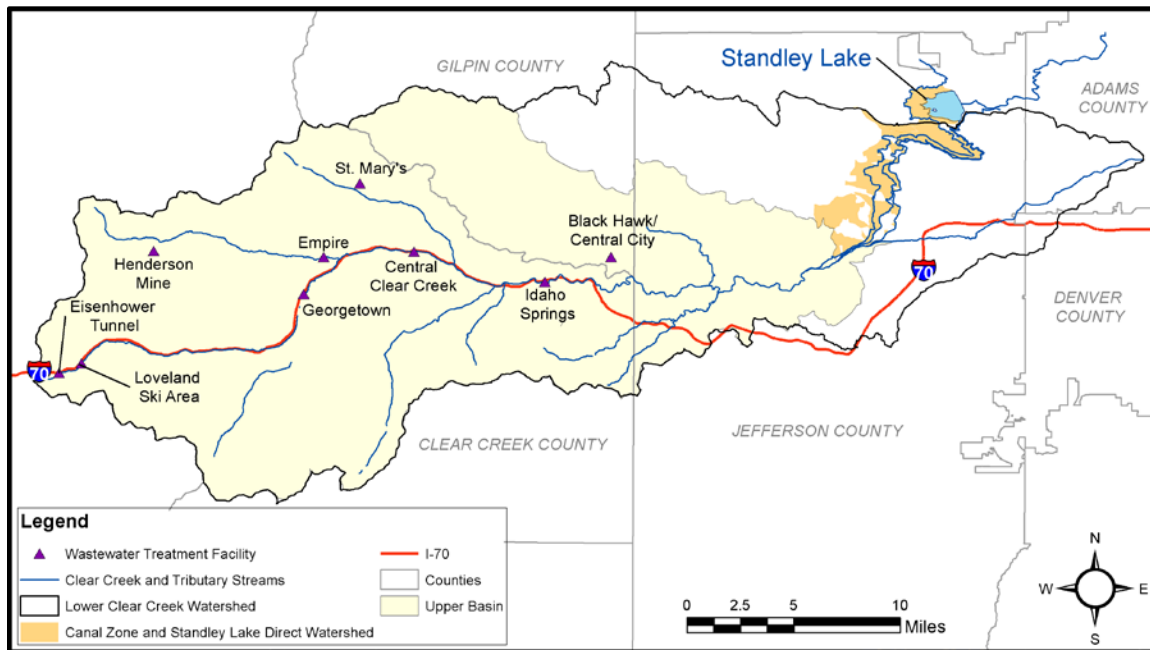 Standley Lake
GILPIN COUNTY
ADAMS
COUNTY
St. Mary's
Black Hawk/
Central City
Empire
Henderson
Mine
Central
Clear Creek
Idaho
Springs
Georgetown
Eisenhower
Tunnel
Loveland
Ski Area
70
70
DENVER
COUNTY
CLEAR CREEK COUNTY
JEFFERSON COUNTY
Legend
Wastewater Treatment Facility
I-70
Clear Creek and Tributary Streams
Counties
Lower Clear Creek Watershed
Upper Basin
Canal Zone and Standley Lake Direct Watershed
0 2.5 5 10
Miles
N
W E
S